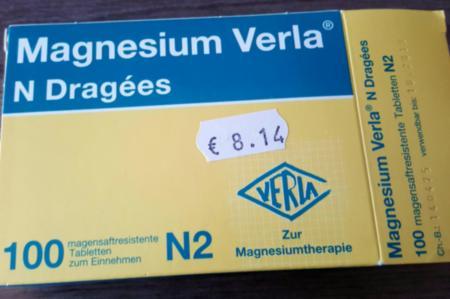 Magnesium Verla®
N Dragées
€ 8.14
VERLA
Zur
Magnesiumtherapie
100 magensaftresistente
Tabletten
zum Einnehmen
N2
Magnesium Verla® N Dragées
100 magensaftresistente Tabletten N2
Ch.-B.: 140425 verwendbar bis: